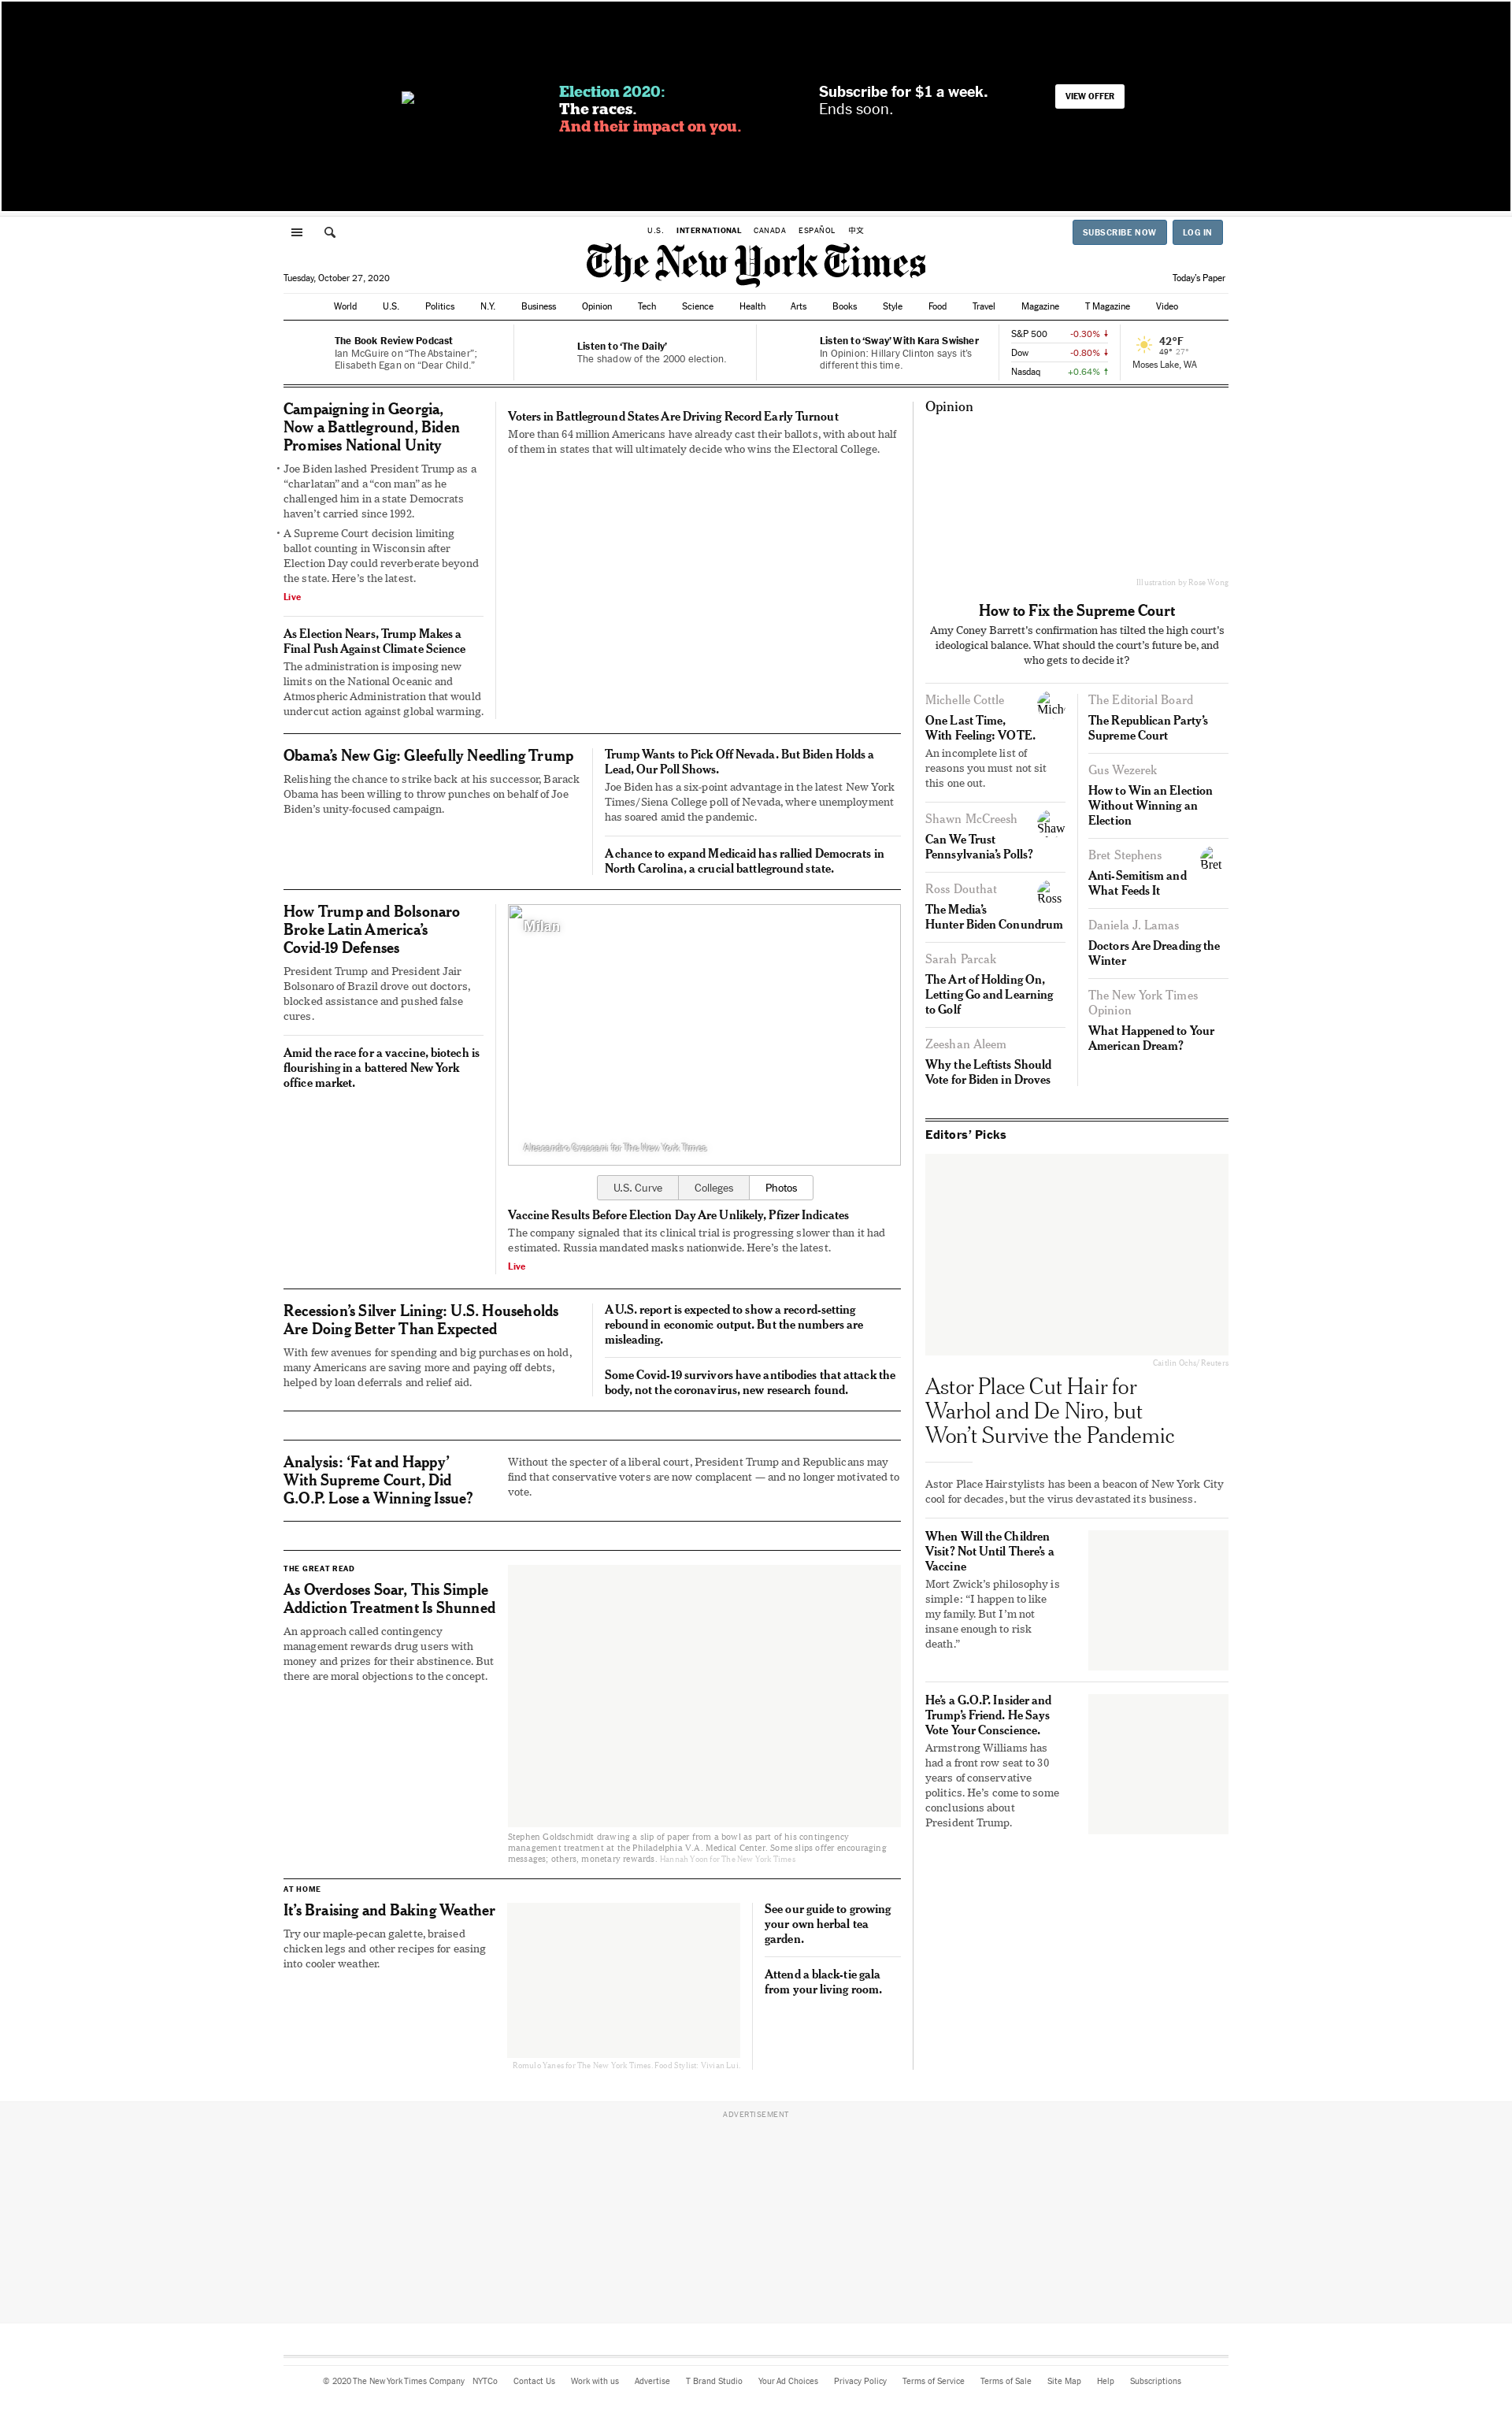 Election 2020:
The races.
And their impact on you.
Subscribe for $1 a week.
Ends soon.
VIEW OFFER
U.S. INTERNATIONAL CANADA ESPAÑOL 中文
SUBSCRIBE NOW LOG IN
The New York Times
Tuesday, October 27, 2020
Today's Paper
World U.S. Politics N.Y. Business Opinion Tech Science Health Arts Books Style Food Travel Magazine T Magazine Video
The Book Review Podcast
Ian McGuire on “The Abstainer”;
Elisabeth Egan on “Dear Child.”
Listen to ‘The Daily’
The shadow of the 2000 election.
Listen to ‘Sway’ With Kara Swisher
In Opinion: Hillary Clinton says it’s
different this time.
S&P 500 -0.30% ↓
Dow -0.80% ↓
Nasdaq +0.64% ↑
42°F
49° 27°
Moses Lake, WA
Campaigning in Georgia,
Now a Battleground, Biden
Promises National Unity
• Joe Biden lashed President Trump as a
“charlatan” and a “con man” as he
challenged him in a state Democrats
haven’t carried since 1992.
• A Supreme Court decision limiting
ballot counting in Wisconsin after
Election Day could reverberate beyond
the state. Here’s the latest.
Live
As Election Nears, Trump Makes a
Final Push Against Climate Science
The administration is imposing new
limits on the National Oceanic and
Atmospheric Administration that would
undercut action against global warming.
Voters in Battleground States Are Driving Record Early Turnout
More than 64 million Americans have already cast their ballots, with about half
of them in states that will ultimately decide who wins the Electoral College.
Obama’s New Gig: Gleefully Needling Trump
Relishing the chance to strike back at his successor, Barack
Obama has been willing to throw punches on behalf of Joe
Biden’s unity-focused campaign.
Trump Wants to Pick Off Nevada. But Biden Holds a
Lead, Our Poll Shows.
Joe Biden has a six-point advantage in the latest New York
Times/Siena College poll of Nevada, where unemployment
has soared amid the pandemic.
A chance to expand Medicaid has rallied Democrats in
North Carolina, a crucial battleground state.
How Trump and Bolsonaro
Broke Latin America’s
Covid-19 Defenses
President Trump and President Jair
Bolsonaro of Brazil drove out doctors,
blocked assistance and pushed false
cures.
Amid the race for a vaccine, biotech is
flourishing in a battered New York
office market.
Milan
Alessandro Grassani for The New York Times
U.S. Curve Colleges Photos
Vaccine Results Before Election Day Are Unlikely, Pfizer Indicates
The company signaled that its clinical trial is progressing slower than it had
estimated. Russia mandated masks nationwide. Here’s the latest.
Live
Recession’s Silver Lining: U.S. Households
Are Doing Better Than Expected
With few avenues for spending and big purchases on hold,
many Americans are saving more and paying off debts,
helped by loan deferrals and relief aid.
A U.S. report is expected to show a record-setting
rebound in economic output. But the numbers are
misleading.
Some Covid-19 survivors have antibodies that attack the
body, not the coronavirus, new research found.
Analysis: ‘Fat and Happy’
With Supreme Court, Did
G.O.P. Lose a Winning Issue?
Without the specter of a liberal court, President Trump and Republicans may
find that conservative voters are now complacent — and no longer motivated to
vote.
THE GREAT READ
As Overdoses Soar, This Simple
Addiction Treatment Is Shunned
An approach called contingency
management rewards drug users with
money and prizes for their abstinence. But
there are moral objections to the concept.
Stephen Goldschmidt drawing a slip of paper from a bowl as part of his contingency
management treatment at the Philadelphia V.A. Medical Center. Some slips offer encouraging
messages; others, monetary rewards. Hannah Yoon for The New York Times
AT HOME
It’s Braising and Baking Weather
Try our maple-pecan galette, braised
chicken legs and other recipes for easing
into cooler weather.
Romulo Yanes for The New York Times. Food Stylist: Vivian Lui.
See our guide to growing
your own herbal tea
garden.
Attend a black-tie gala
from your living room.
Opinion
Illustration by Rose Wong
How to Fix the Supreme Court
Amy Coney Barrett’s confirmation has tilted the high court’s
ideological balance. What should the court’s future be, and
who gets to decide it?
Michelle Cottle
Mich
One Last Time,
With Feeling: VOTE.
An incomplete list of
reasons you must not sit
this one out.
Shawn McCreesh
Shaw
Can We Trust
Pennsylvania’s Polls?
Ross Douthat
Ross
The Media’s
Hunter Biden Conundrum
Sarah Parcak
The Art of Holding On,
Letting Go and Learning
to Golf
Zeeshan Aleem
Why the Leftists Should
Vote for Biden in Droves
The Editorial Board
The Republican Party’s
Supreme Court
Gus Wezerek
How to Win an Election
Without Winning an
Election
Bret Stephens
Bret
Anti-Semitism and
What Feeds It
Daniela J. Lamas
Doctors Are Dreading the
Winter
The New York Times
Opinion
What Happened to Your
American Dream?
Editors’ Picks
Caitlin Ochs/Reuters
Astor Place Cut Hair for
Warhol and De Niro, but
Won’t Survive the Pandemic
Astor Place Hairstylists has been a beacon of New York City
cool for decades, but the virus devastated its business.
When Will the Children
Visit? Not Until There’s a
Vaccine
Mort Zwick’s philosophy is
simple: “I happen to like
my family. But I’m not
insane enough to risk
death.”
He’s a G.O.P. Insider and
Trump’s Friend. He Says
Vote Your Conscience.
Armstrong Williams has
had a front row seat to 30
years of conservative
politics. He’s come to some
conclusions about
President Trump.
ADVERTISEMENT
© 2020 The New York Times Company NYTCo Contact Us Work with us Advertise T Brand Studio Your Ad Choices Privacy Policy Terms of Service Terms of Sale Site Map Help Subscriptions